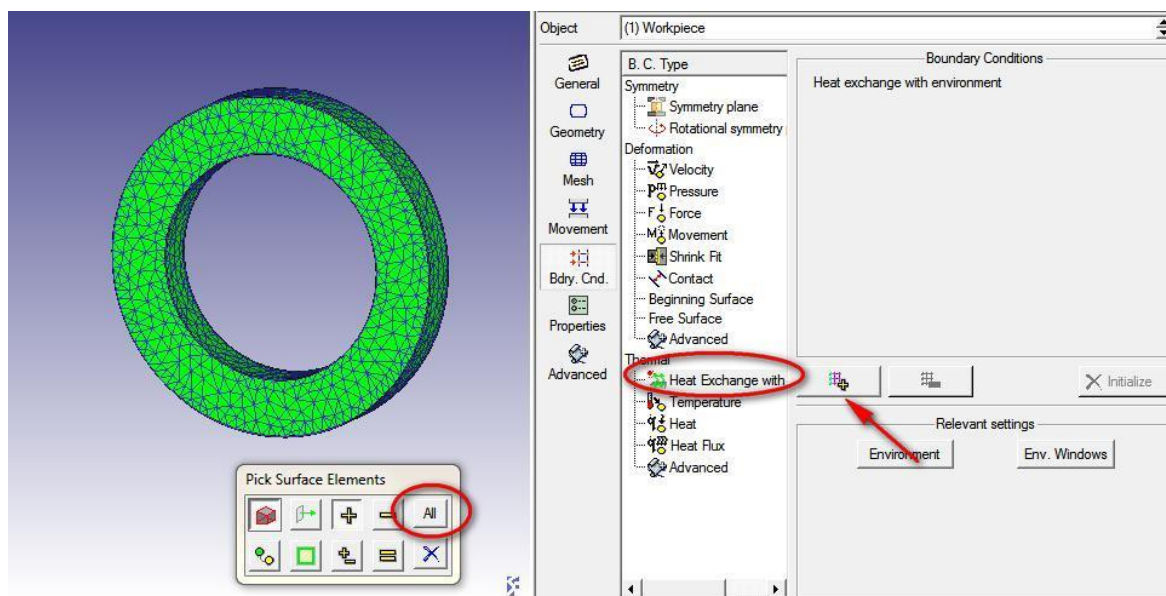 Object
(1) Workpiece
General
Geometry
Mesh
Movement
Bdry. Cnd.
Properties
Advanced
B. C. Type
Symmetry
Symmetry plane
Rotational symmetry
Deformation
Velocity
Pressure
Force
Movement
Shrink Fit
Contact
Beginning Surface
Free Surface
Advanced
Thermal
Heat Exchange with
Temperature
Heat
Heat Flux
Advanced
Boundary Conditions
Heat exchange with environment
Initialize
Relevant settings
Environment
Env. Windows
Pick Surface Elements
All